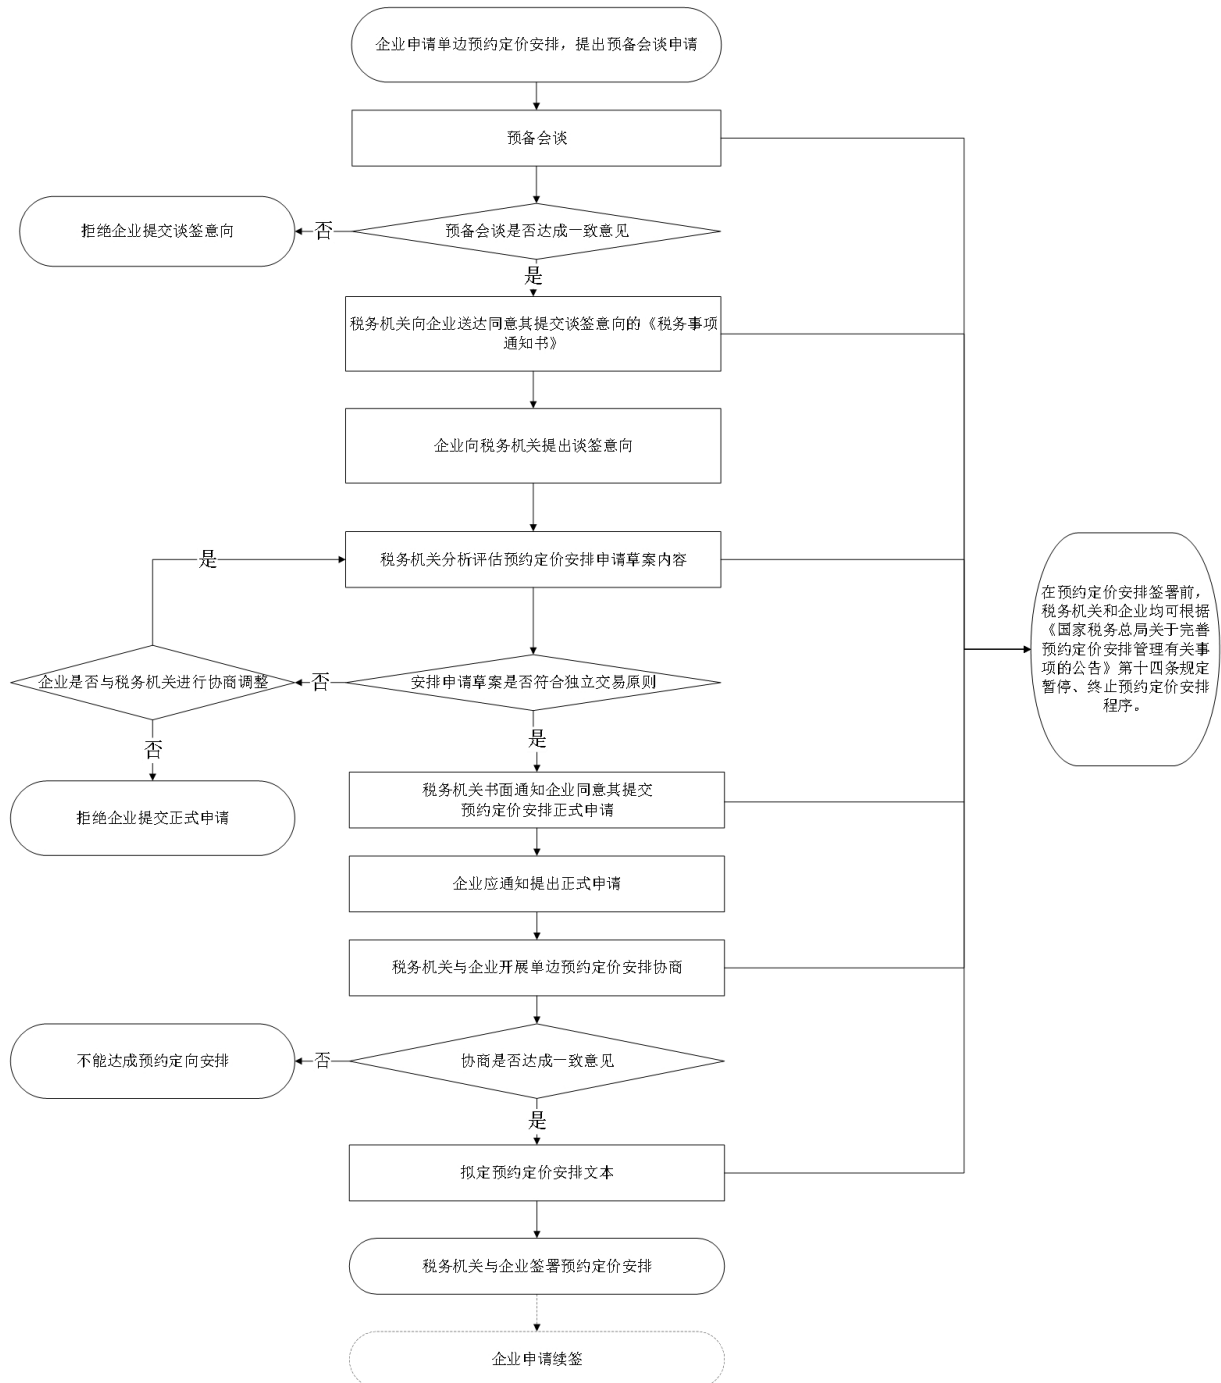 企业申请单边预约定价安排，提出预备会谈申请
预备会谈
拒绝企业提交谈签意向
否
预备会谈是否达成一致意见
是
税务机关向企业送达同意其提交谈签意向的《税务事项
通知书》
企业向税务机关提出谈签意向
是
税务机关分析评估预约定价安排申请草案内容
在预约定价安排签署前，
税务机关和企业均可根据
《国家税务总局关于完善
预约定价安排管理有关事
项的公告》第十四条规定
暂停、终止预约定价安排
程序。
企业是否与税务机关进行协商调整
否
安排申请草案是否符合独立交易原则
否
是
拒绝企业提交正式申请
税务机关书面通知企业同意其提交
预约定价安排正式申请
企业应通知提出正式申请
税务机关与企业开展单边预约定价安排协商
不能达成预约定向安排
否
协商是否达成一致意见
是
拟定预约定价安排文本
税务机关与企业签署预约定价安排
企业申请续签